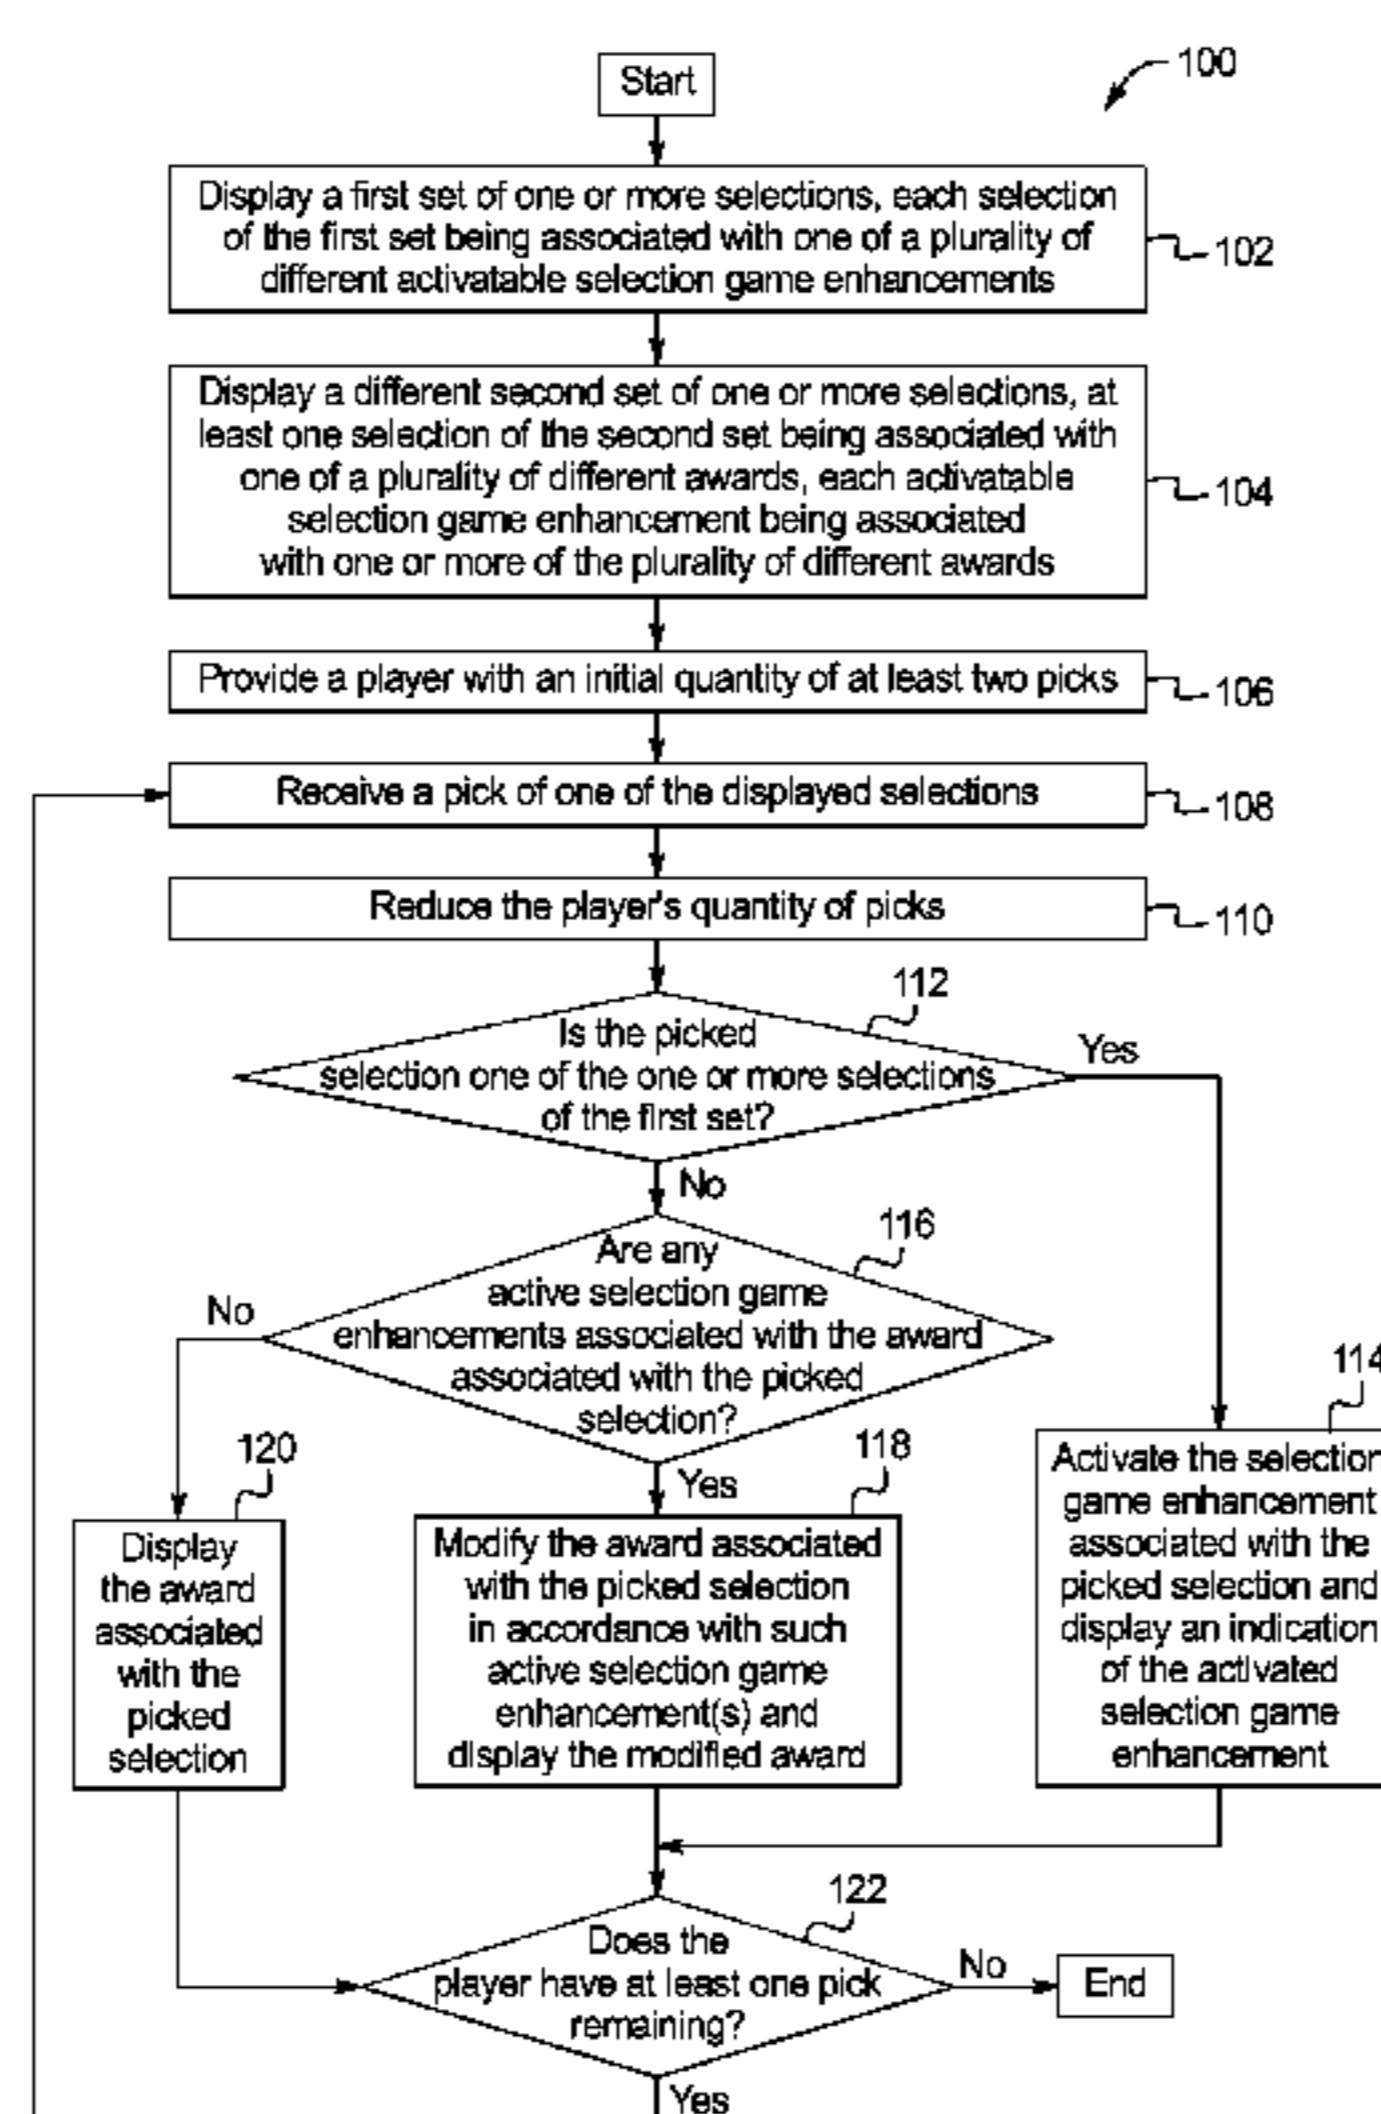 Start
100
Display a first set of one or more selections, each selection
of the first set being associated with one of a plurality of
different activatable selection game enhancements
102
Display a different second set of one or more selections, at
least one selection of the second set being associated with
one of a plurality of different awards, each activatable
selection game enhancement being associated
with one or more of the plurality of different awards
104
Provide a player with an initial quantity of at least two picks
106
Receive a pick of one of the displayed selections
108
Reduce the player's quantity of picks
110
112
Is the picked
selection one of the one or more selections
of the first set?
Yes
No
116
Are any
active selection game
enhancements associated with the award
associated with the picked
selection?
No
Yes
114
Activate the selection
game enhancement
associated with the
picked selection and
display an indication
of the activated
selection game
enhancement
118
Modify the award associated
with the picked selection
in accordance with such
active selection game
enhancement(s) and
display the modified award
120
Display
the award
associated
with the
picked
selection
122
Does the
player have at least one pick
remaining?
No
End
Yes